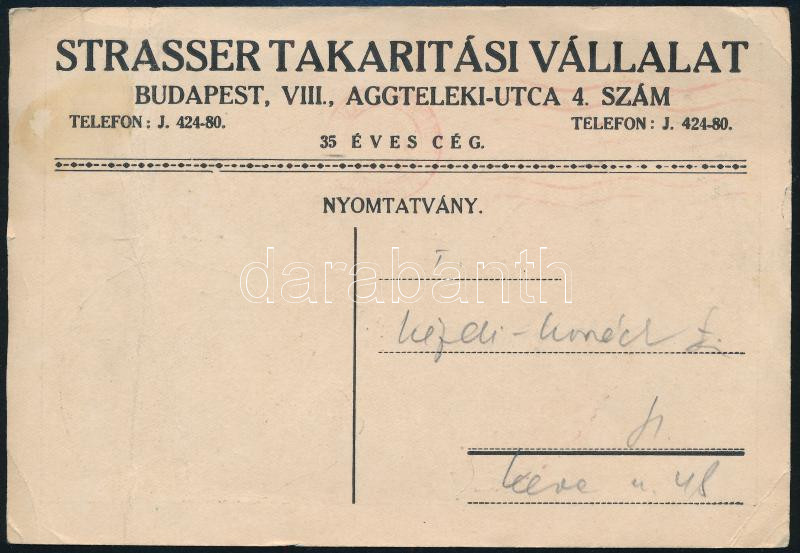 STRASSER TAKARITÁSI VÁLLALAT
BUDAPEST, VIII., AGGTELEKI-UTCA 4. SZÁM
TELEFON: J. 424-80. TELEFON: J. 424-80.
35 ÉVES CÉG.
NYOMTATVÁNY.
darabanth
I.
u. 48